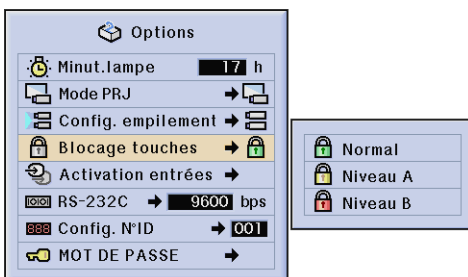 Options
Minut.lampe 17 h
Mode PRJ
Config. empilement
Blocage touches
Activation entrées
RS-232C 9600 bps
888 Config. N°ID 001
MOT DE PASSE
Normal
Niveau A
Niveau B